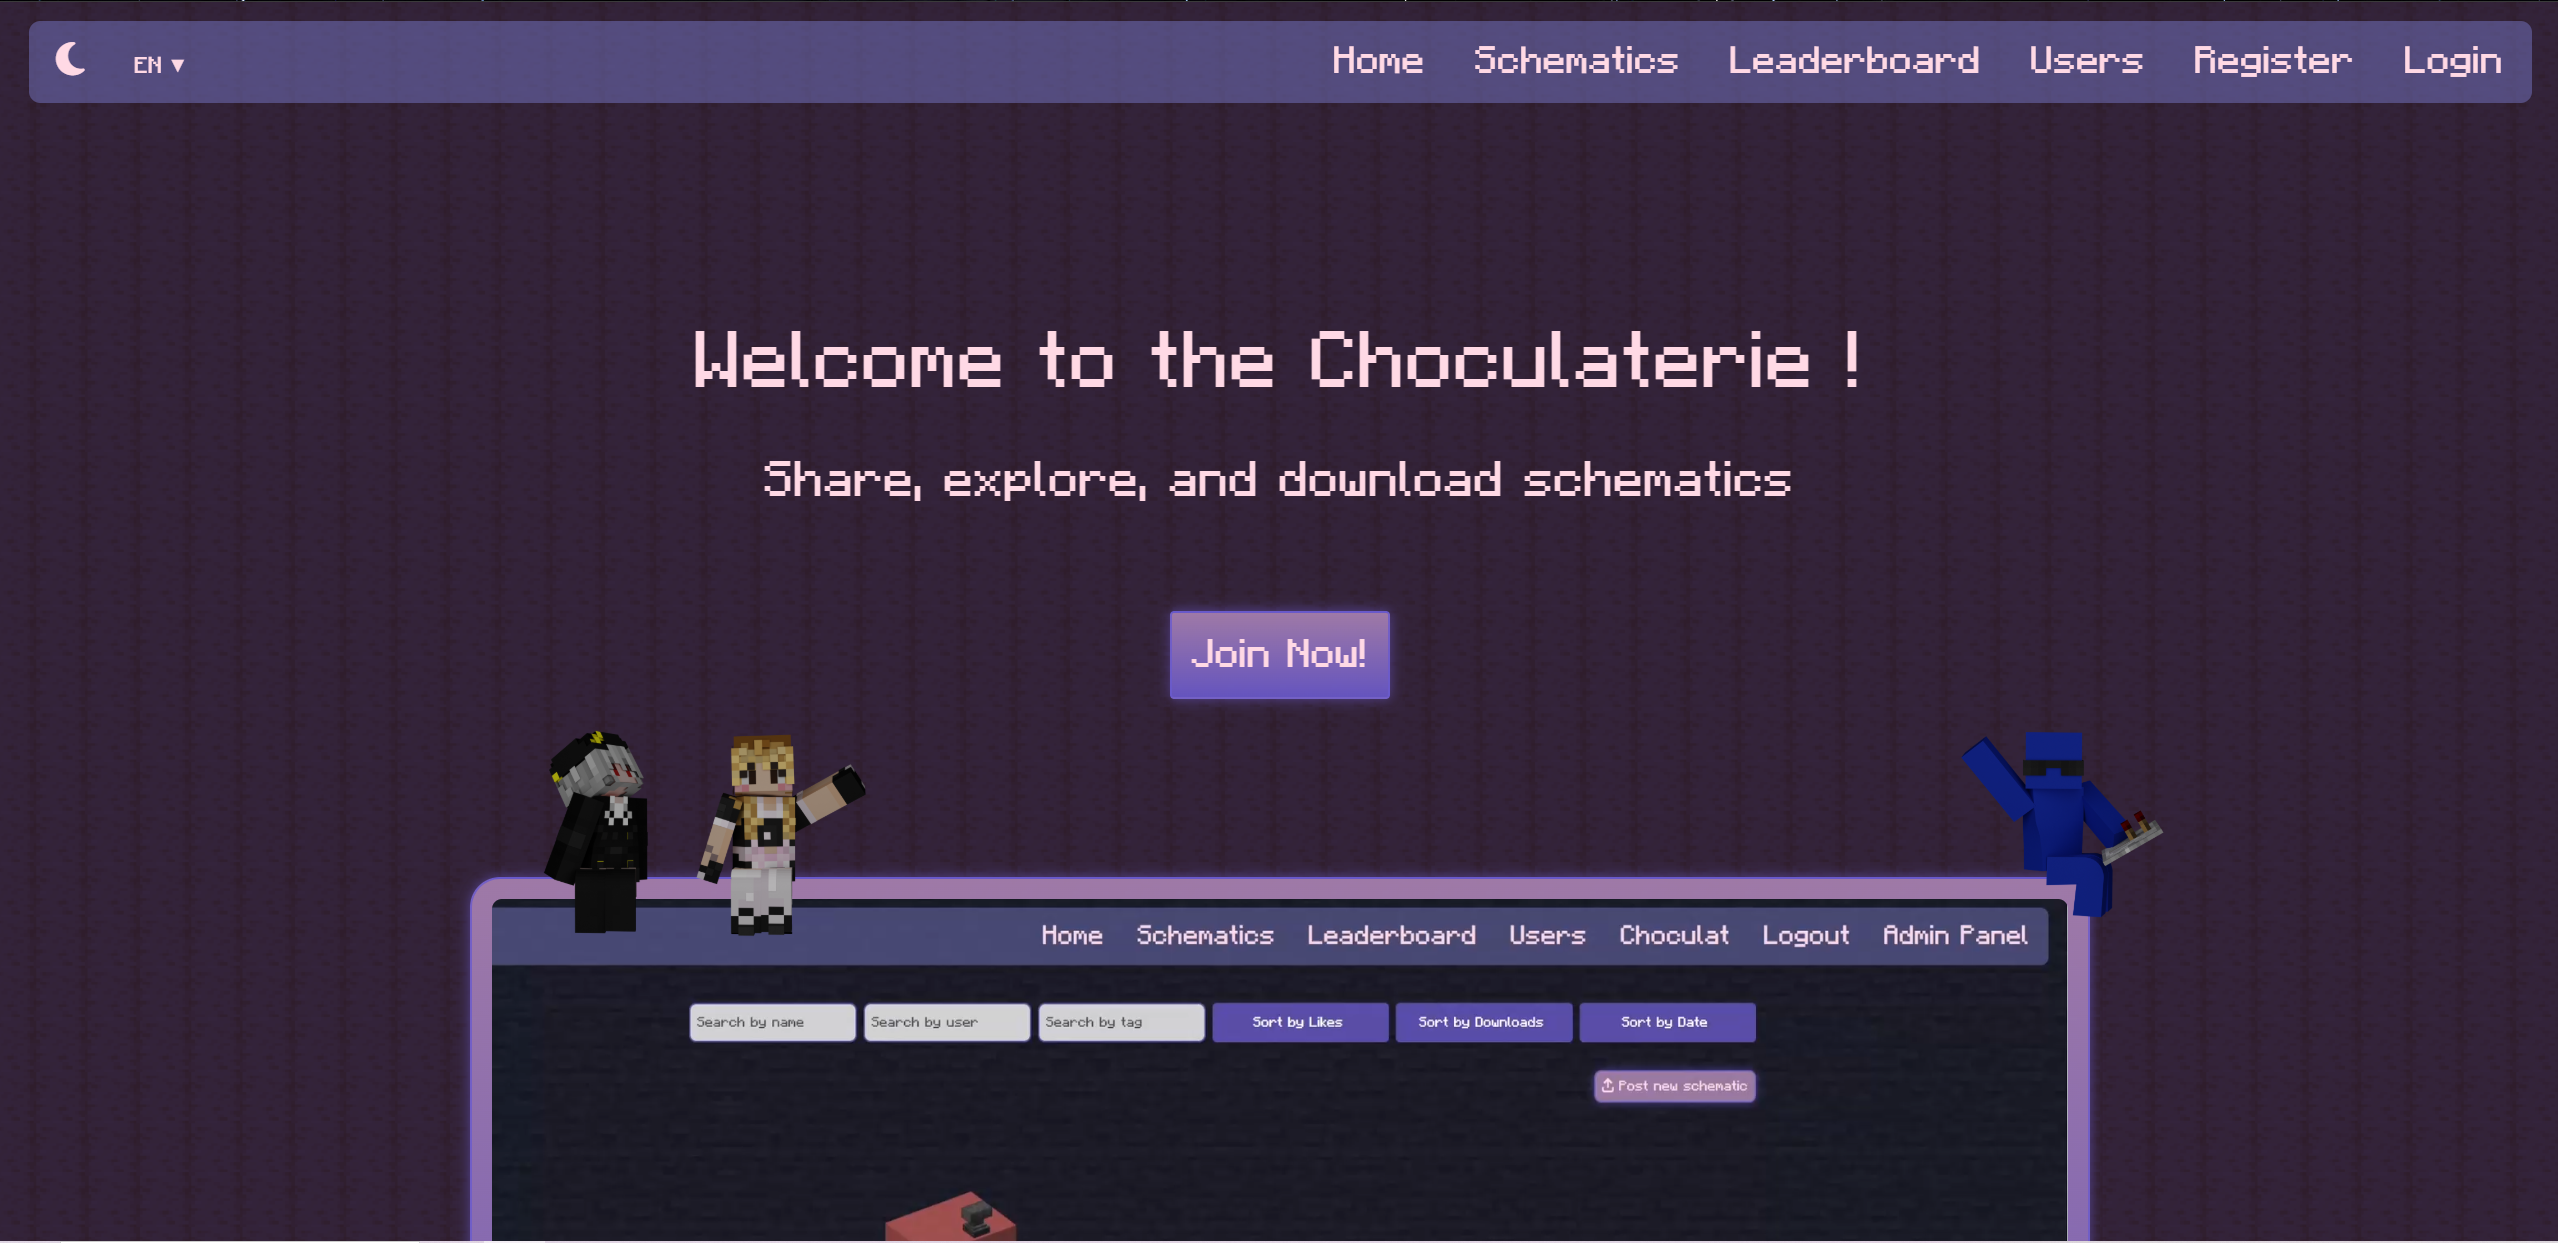 EN ▼ Home Schematics Leaderboard Users Register Login
Welcome to the Choculaterie !
Share, explore, and download schematics
Join Now!
Home Schematics Leaderboard Users Choculat Logout Admin Panel
Search by name Search by user Search by tag Sort by Likes Sort by Downloads Sort by Date
Post new schematic